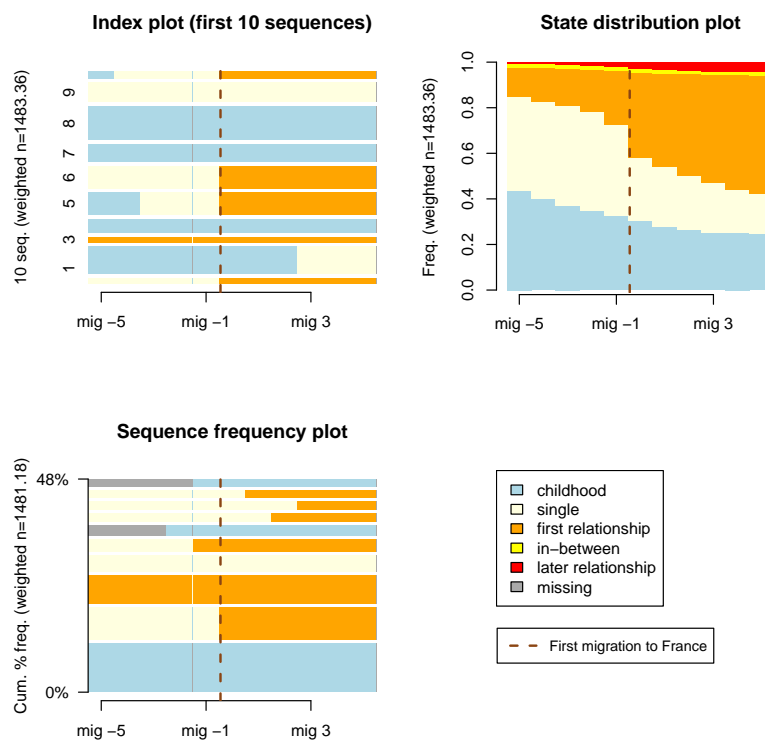 Index plot (first 10 sequences)
10 seq. (weighted n=1483.36)
1 3 5 6 7 8 9
mig −5 mig −1 mig 3
State distribution plot
Freq. (weighted n=1483.36)
0.0 0.2 0.4 0.6 0.8 1.0
mig −5 mig −1 mig 3
Sequence frequency plot
Cum. % freq. (weighted n=1481.18)
48%
0%
mig −5 mig −1 mig 3
childhood
single
first relationship
in−between
later relationship
missing
First migration to France